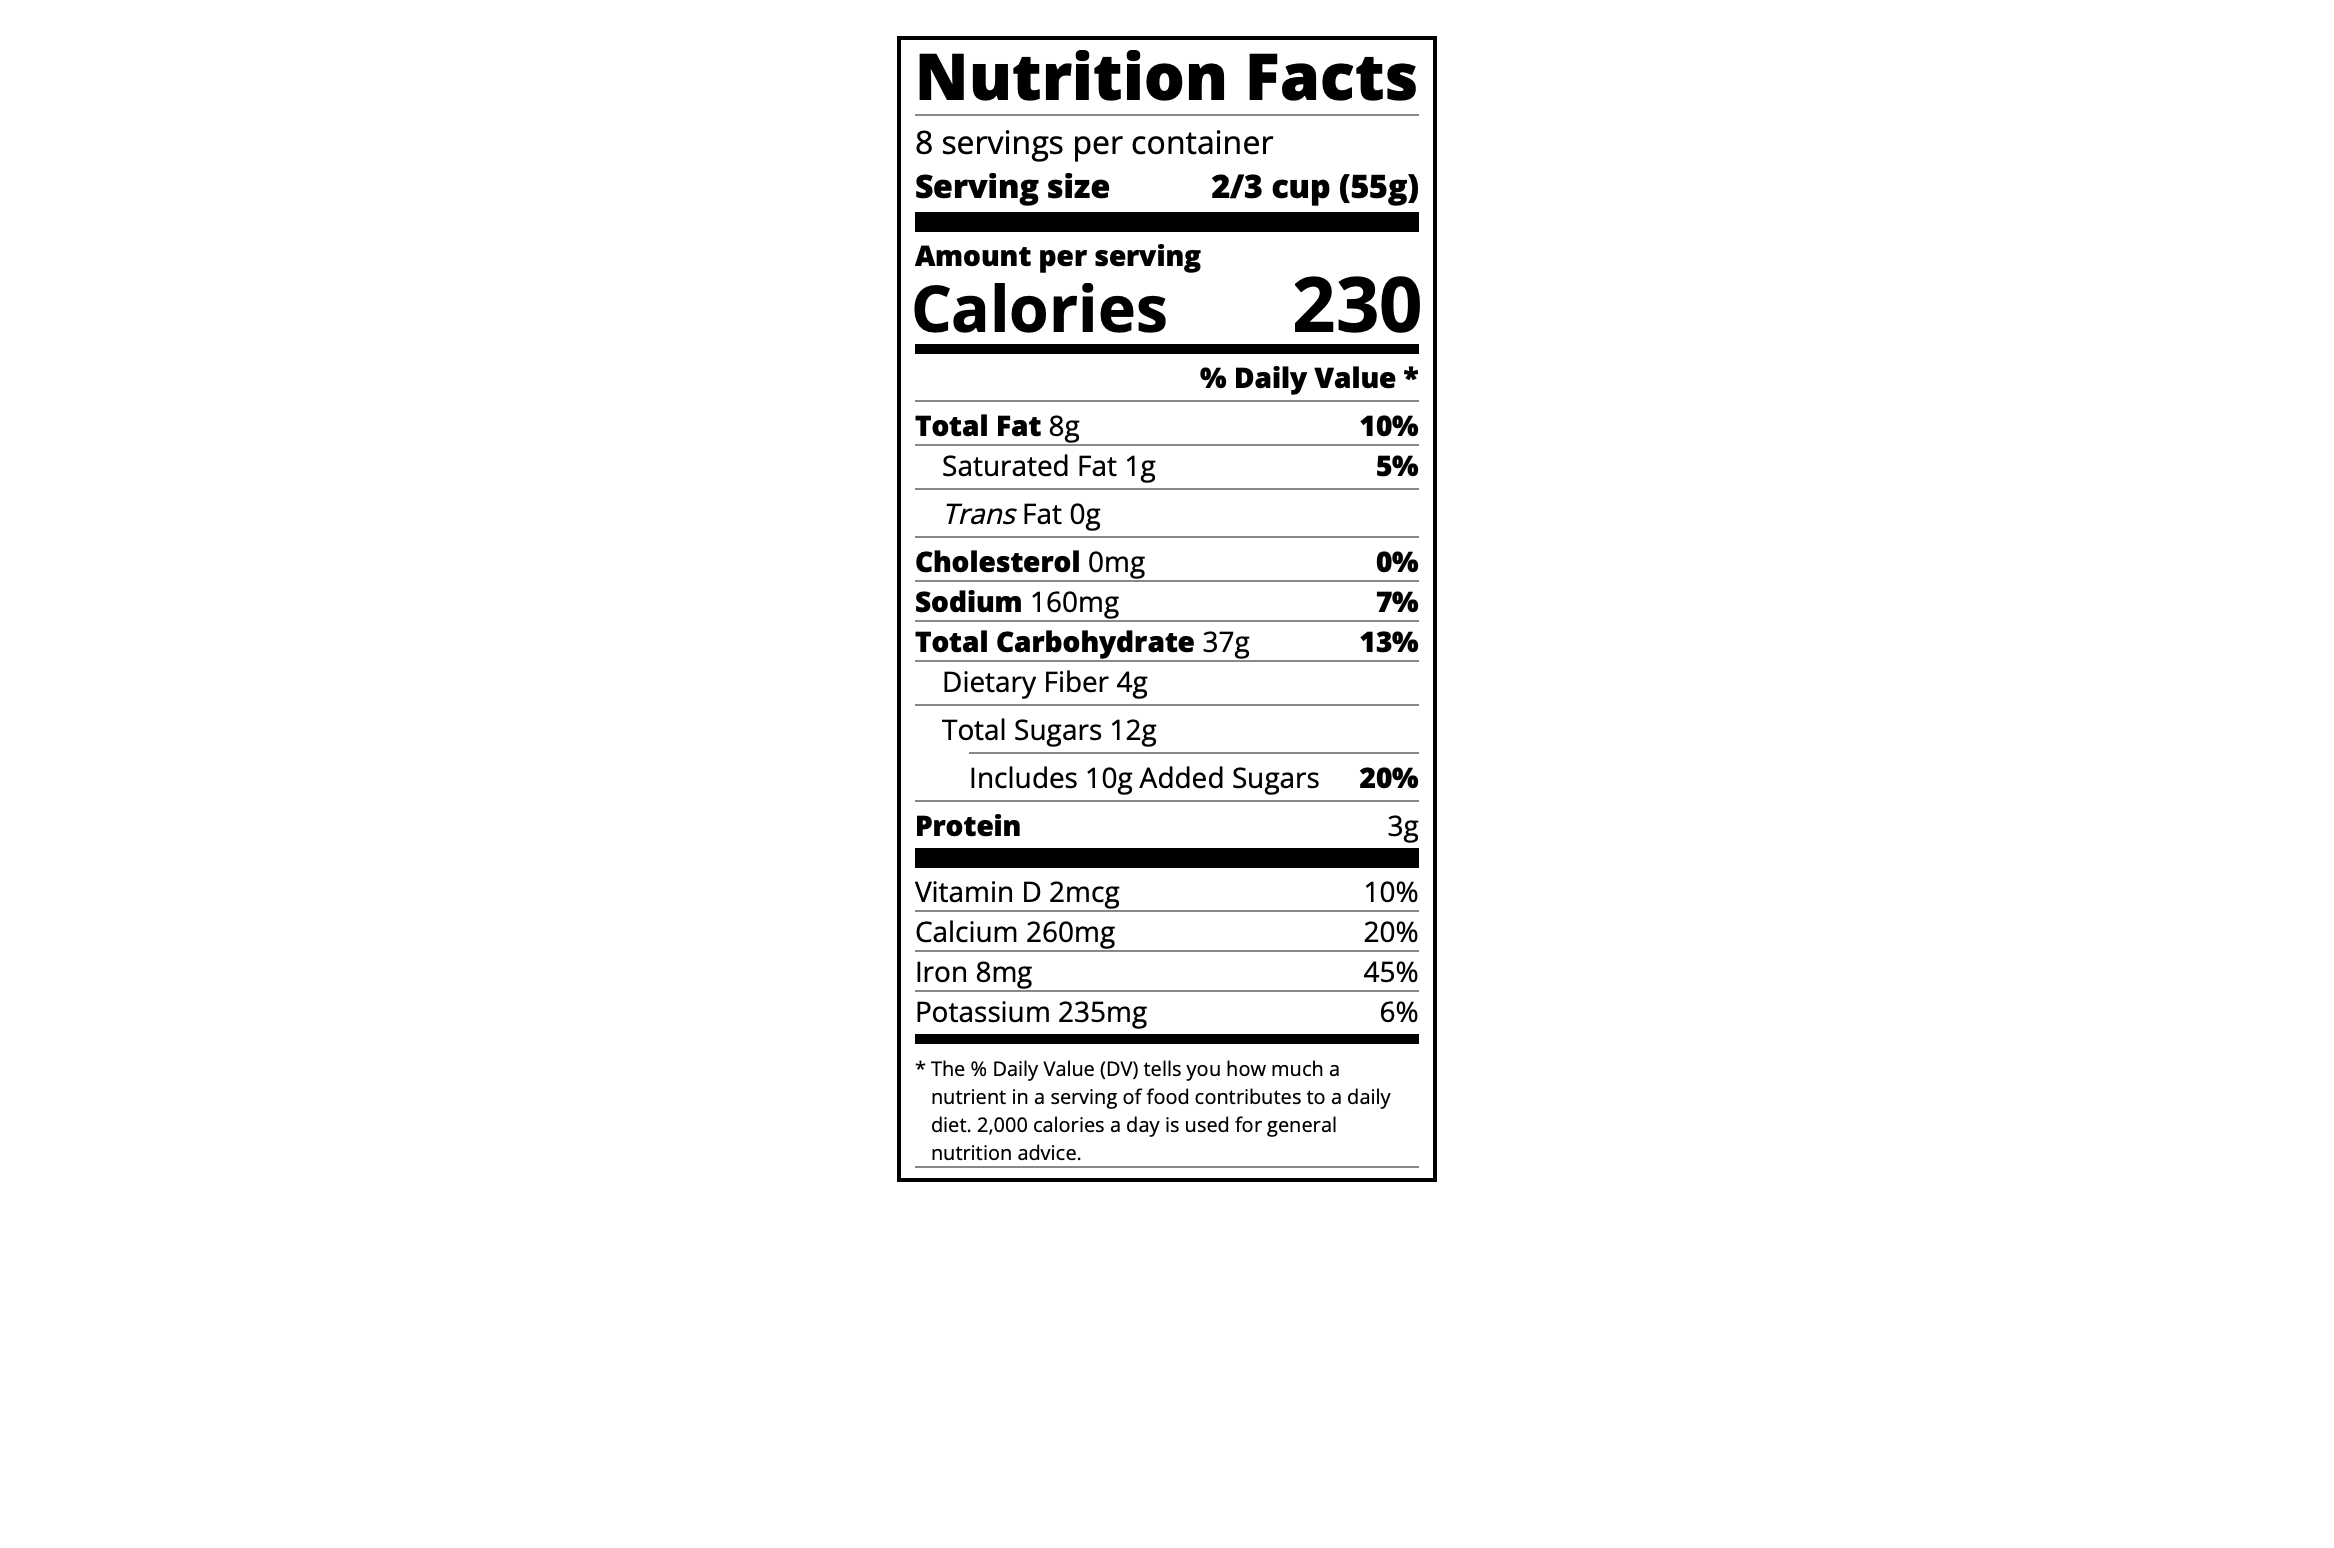 Nutrition Facts
8 servings per container
Serving size 2/3 cup (55g)
Amount per serving
Calories 230
% Daily Value *
Total Fat 8g 10%
Saturated Fat 1g 5%
Trans Fat 0g
Cholesterol 0mg 0%
Sodium 160mg 7%
Total Carbohydrate 37g 13%
Dietary Fiber 4g
Total Sugars 12g
Includes 10g Added Sugars 20%
Protein 3g
Vitamin D 2mcg 10%
Calcium 260mg 20%
Iron 8mg 45%
Potassium 235mg 6%
* The % Daily Value (DV) tells you how much a
nutrient in a serving of food contributes to a daily
diet. 2,000 calories a day is used for general
nutrition advice.